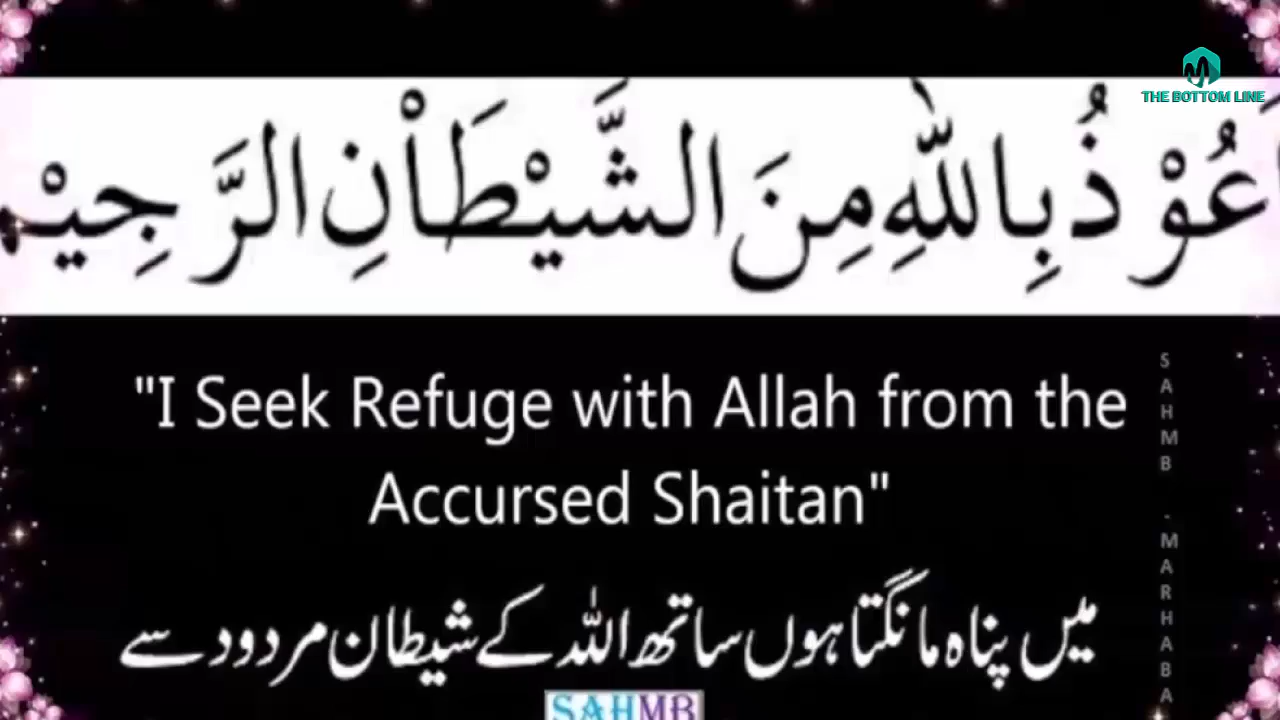 THE BOTTOM LINE
اَعُوْذُ بِاللّٰهِ مِنَ الشَّيْطَاْنِ الرَّجِيْمِ
"I Seek Refuge with Allah from the
Accursed Shaitan"
میں پناہ مانگتا ہوں ساتھ اللہ کے شیطان مردود سے
SAHMB - MARHABA
SAHMB